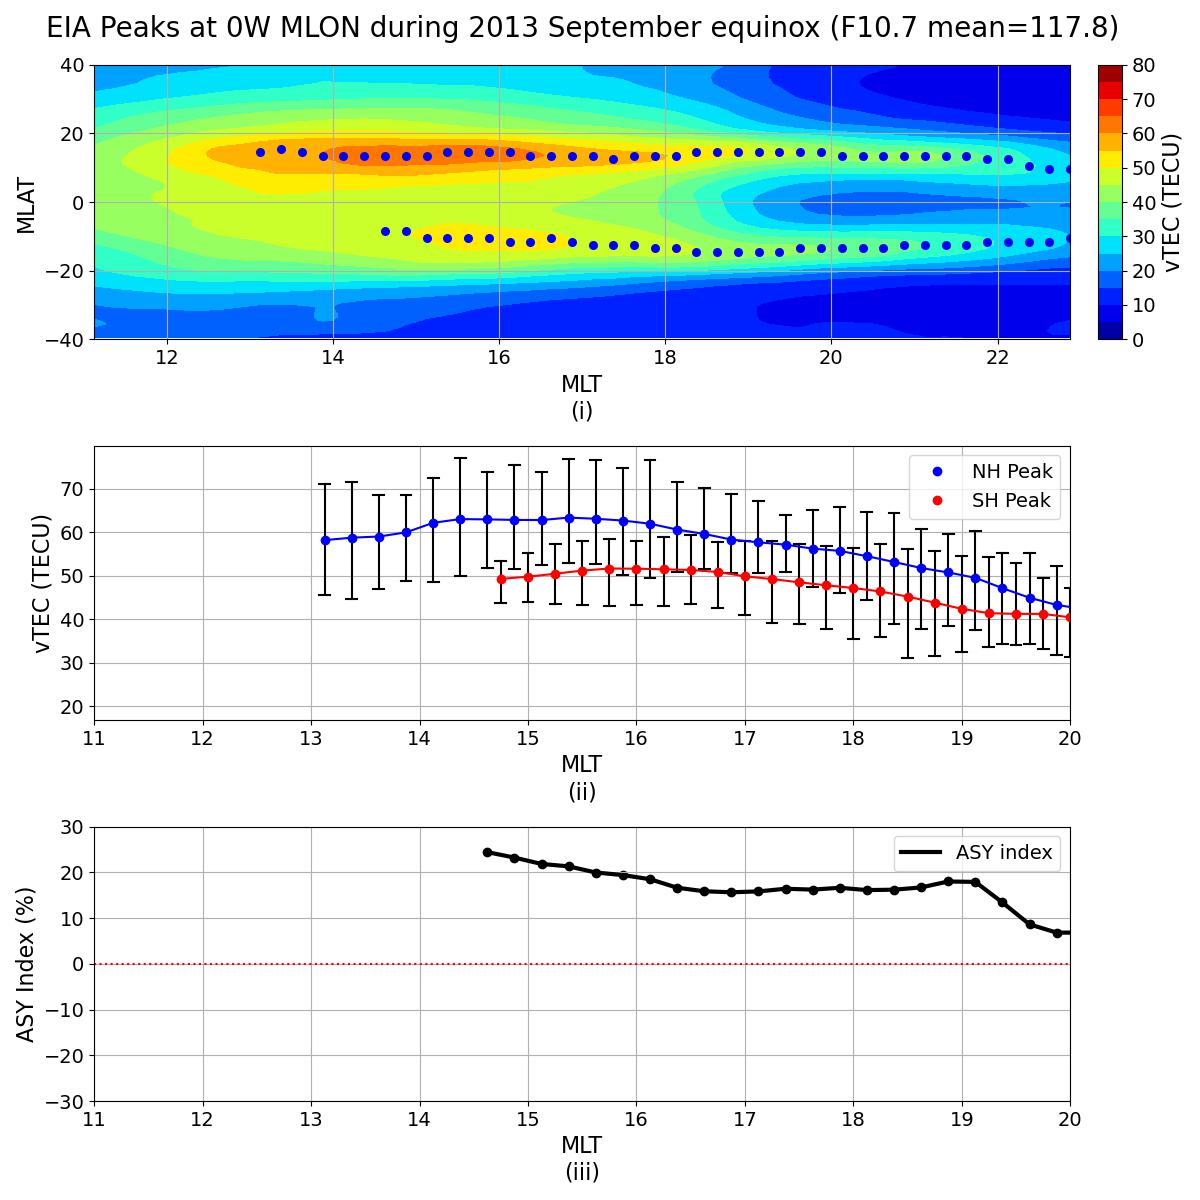 EIA Peaks at 0W MLON during 2013 September equinox (F10.7 mean=117.8)
40
20
0
−20
−40
MLAT
12 14 16 18 20 22
MLT
(i)
80
70
60
50
40
30
20
10
0
vTEC (TECU)
70
60
50
40
30
20
vTEC (TECU)
NH Peak
SH Peak
11 12 13 14 15 16 17 18 19 20
MLT
(ii)
30
20
10
0
−10
−20
−30
ASY Index (%)
ASY index
11 12 13 14 15 16 17 18 19 20
MLT
(iii)